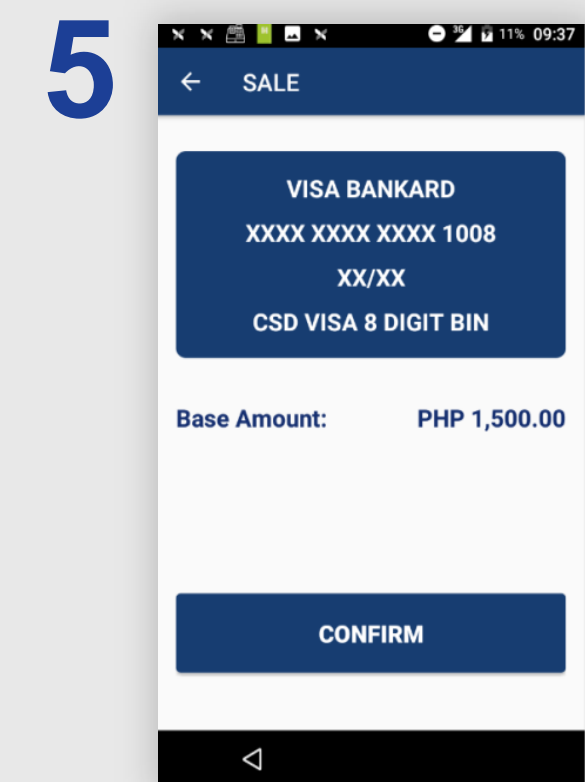 5
3G 11% 09:37
SALE
VISA BANKARD
XXXX XXXX XXXX 1008
XX/XX
CSD VISA 8 DIGIT BIN
Base Amount: PHP 1,500.00
CONFIRM